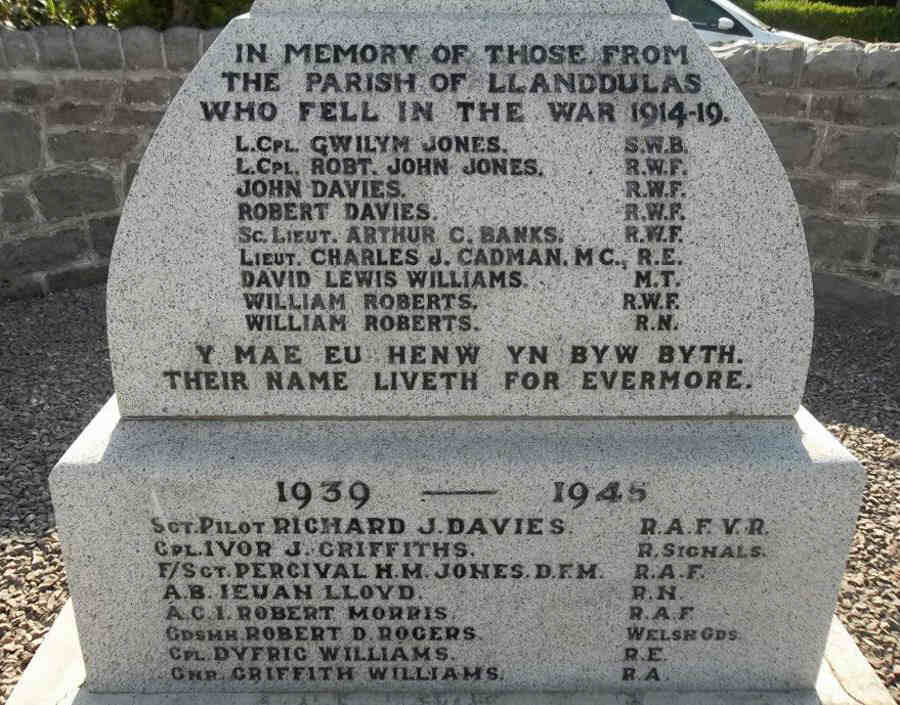 IN MEMORY OF THOSE FROM
THE PARISH OF LLANDDULAS
WHO FELL IN THE WAR 1914-19.
L.CPL. GWILYM JONES. S.W.B.
L.CPL. ROBT. JOHN JONES. R.W.F.
JOHN DAVIES. R.W.F.
ROBERT DAVIES. R.W.F.
SC. LIEUT. ARTHUR C. BANKS. R.W.F.
LIEUT. CHARLES J. CADMAN. M.C., R.E.
DAVID LEWIS WILLIAMS. M.T.
WILLIAM ROBERTS. R.W.F.
WILLIAM ROBERTS. R.N.
Y MAE EU HENW YN BYW BYTH.
THEIR NAME LIVETH FOR EVERMORE.
1939 — 1945
SGT. PILOT RICHARD J. DAVIES. R.A.F.V.R.
CPL. IVOR J. GRIFFITHS. R. SIGNALS.
F/SGT. PERCIVAL H.M. JONES. D.F.M. R.A.F.
A.B. IEUAN LLOYD. R.N.
A.C.1. ROBERT MORRIS R.A.F
GDSMN. ROBERT D. ROGERS. WELSH GDS.
CPL. DYFRIC WILLIAMS. R.E.
GNR. GRIFFITH WILLIAMS. R.A.